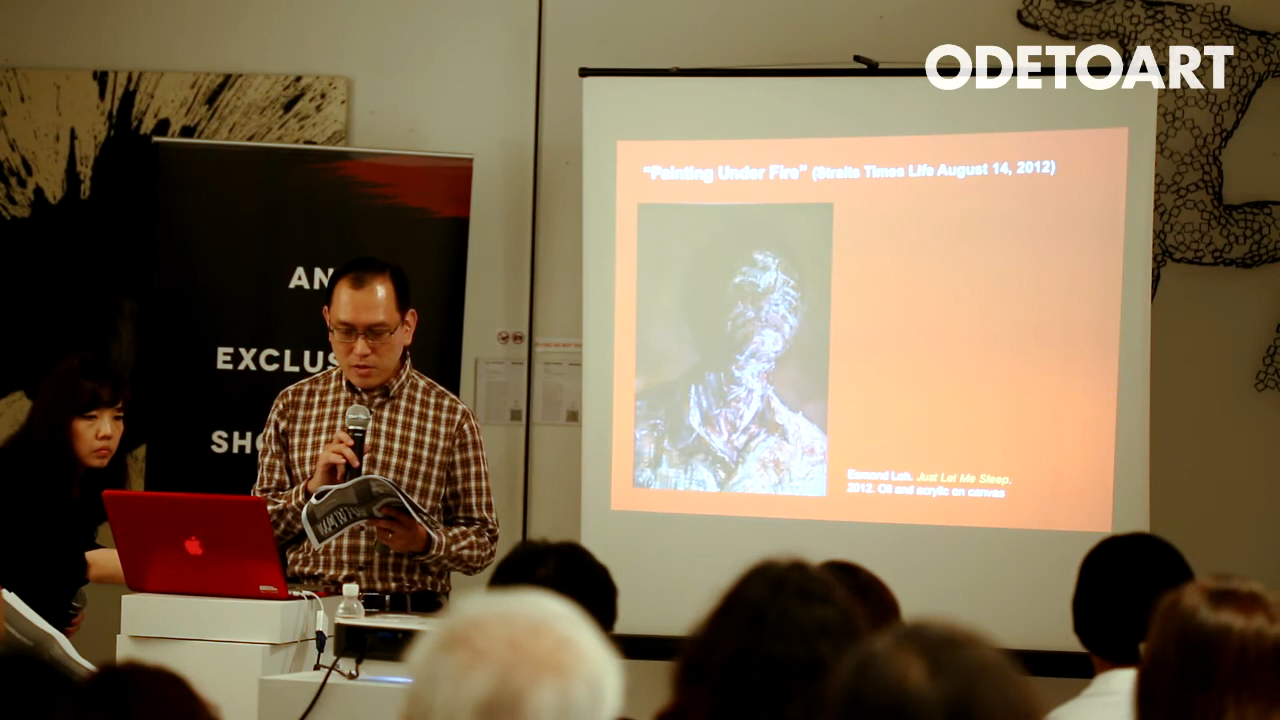 ODETOART
"Painting Under Fire" (Straits Times Life August 14, 2012)
Esmond Loh. Just Let Me Sleep.
2012. Oil and acrylic on canvas
AN
EXCLUS
SHO